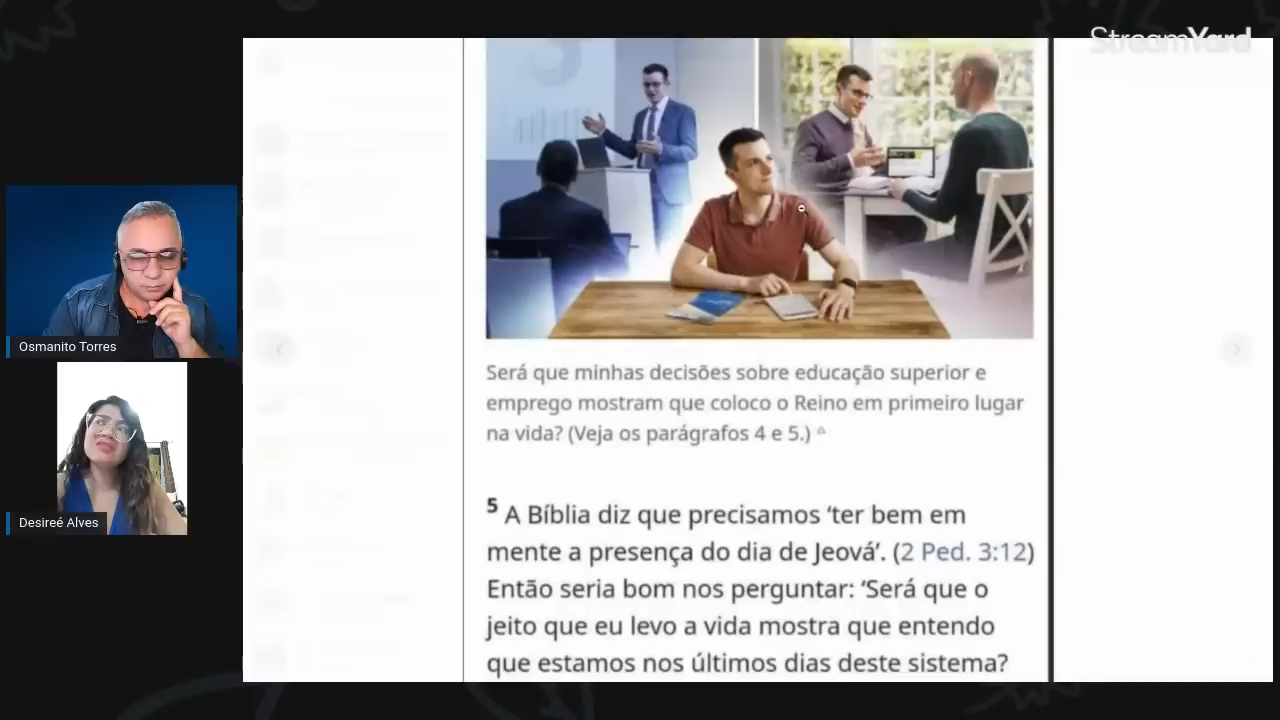 StreamYard
Será que minhas decisões sobre educação superior e
emprego mostram que coloco o Reino em primeiro lugar
na vida? (Veja os parágrafos 4 e 5.)
5 A Bíblia diz que precisamos ‘ter bem em
mente a presença do dia de Jeová’. (2 Ped. 3:12)
Então seria bom nos perguntar: ‘Será que o
jeito que eu levo a vida mostra que entendo
que estamos nos últimos dias deste sistema?
Osmanito Torres
Desireé Alves